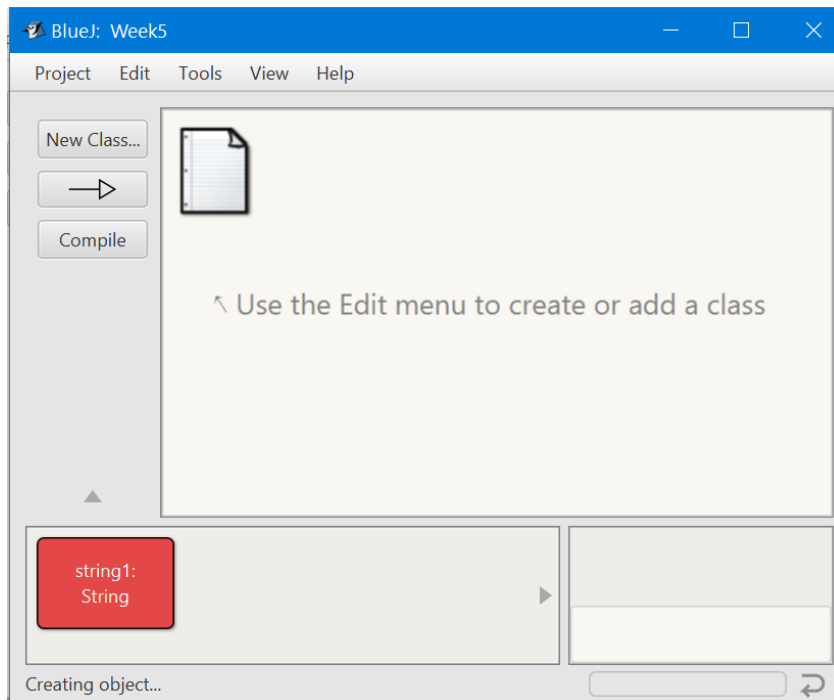 BlueJ: Week5
Project Edit Tools View Help
New Class...
Compile
Use the Edit menu to create or add a class
string1:
String
Creating object...